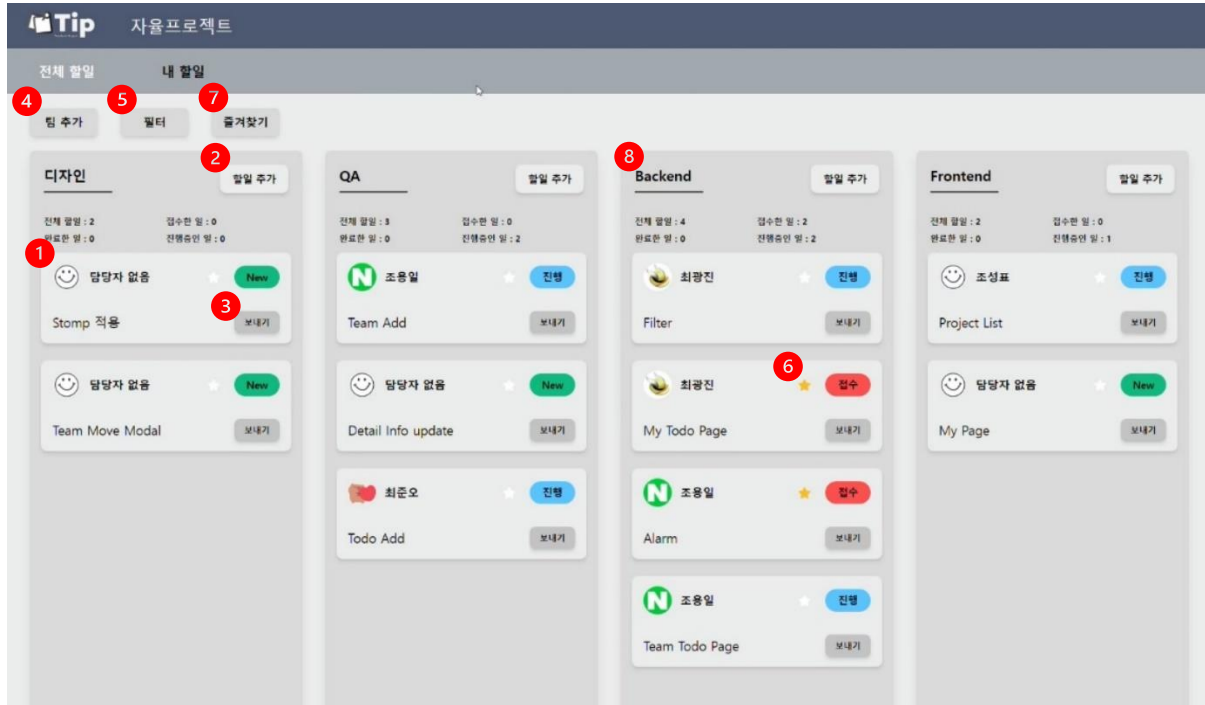 Tip 자율프로젝트
전체 할일 내 할일
4 5 7
팀 추가 필터 즐겨찾기
2 8
디자인 할일 추가
전체 할일 : 2 접수한 일 : 0
완료한 일 : 0 진행중인 일 : 0
1
담당자 없음 New
3
Stomp 적용 보내기
담당자 없음 New
Team Move Modal 보내기
QA 할일 추가
전체 할일 : 3 접수한 일 : 0
완료한 일 : 0 진행중인 일 : 2
N 조용일 진행
Team Add 보내기
담당자 없음 New
Detail Info update 보내기
최준오 진행
Todo Add 보내기
Backend 할일 추가
전체 할일 : 4 접수한 일 : 2
완료한 일 : 0 진행중인 일 : 2
최광진 진행
Filter 보내기
6
최광진 접수
My Todo Page 보내기
N 조용일 접수
Alarm 보내기
N 조용일 진행
Team Todo Page 보내기
Frontend 할일 추가
전체 할일 : 2 접수한 일 : 0
완료한 일 : 0 진행중인 일 : 1
조성표 진행
Project List 보내기
담당자 없음 New
My Page 보내기